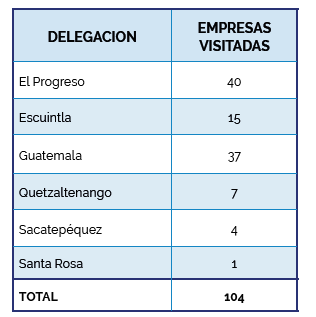 DELEGACION EMPRESAS VISITADAS
El Progreso 40
Escuintla 15
Guatemala 37
Quetzaltenango 7
Sacatepéquez 4
Santa Rosa 1
TOTAL 104